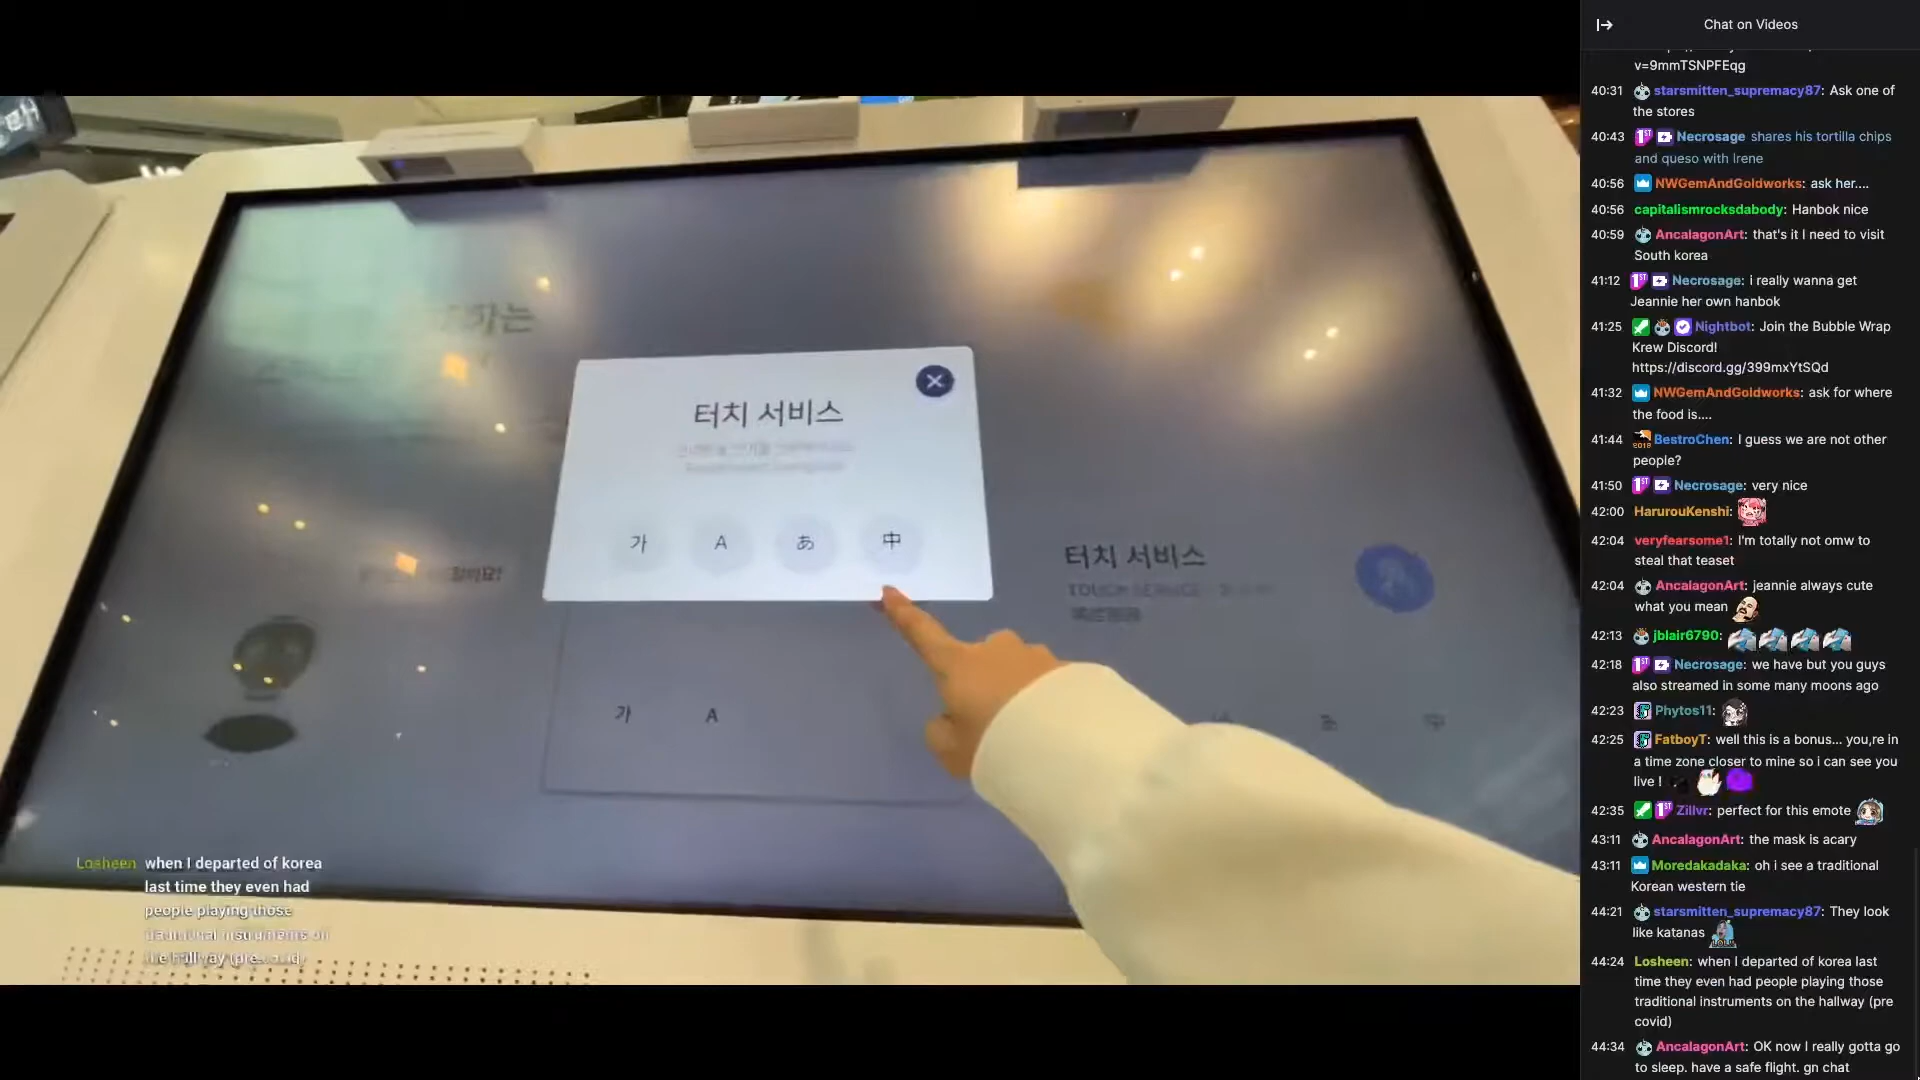 하는
터치 서비스
가 A あ 中
터치 서비스
TOUCH SERVICE
가 A
Losheen when I departed of korea
last time they even had
people playing those
Chat on Videos
v=9mmTSNPFEqg
40:31 starsmitten_supremacy87: Ask one of
the stores
40:43 Necrosage shares his tortilla chips
and queso with Irene
40:56 NWGemAndGoldworks: ask her....
40:56 capitalismrocksdabody: Hanbok nice
40:59 AncalagonArt: that's it I need to visit
South korea
41:12 Necrosage: i really wanna get
Jeannie her own hanbok
41:25 Nightbot: Join the Bubble Wrap
Krew Discord!
https://discord.gg/399mxYtSQd
41:32 NWGemAndGoldworks: ask for where
the food is....
41:44 BestroChen: I guess we are not other
people?
41:50 Necrosage: very nice
42:00 HarurouKenshi:
42:04 veryfearsome1: I'm totally not omw to
steal that teaset
42:04 AncalagonArt: jeannie always cute
what you mean
42:13 jblair6790:
42:18 Necrosage: we have but you guys
also streamed in some many moons ago
42:23 Phytos11:
42:25 FatboyT: well this is a bonus... you,re in
a time zone closer to mine so i can see you
live !
42:35 Zillvr: perfect for this emote
43:11 AncalagonArt: the mask is acary
43:11 Moredakadaka: oh i see a traditional
Korean western tie
44:21 starsmitten_supremacy87: They look
like katanas
44:24 Losheen: when I departed of korea last
time they even had people playing those
traditional instruments on the hallway (pre
covid)
44:34 AncalagonArt: OK now I really gotta go
to sleep. have a safe flight. gn chat